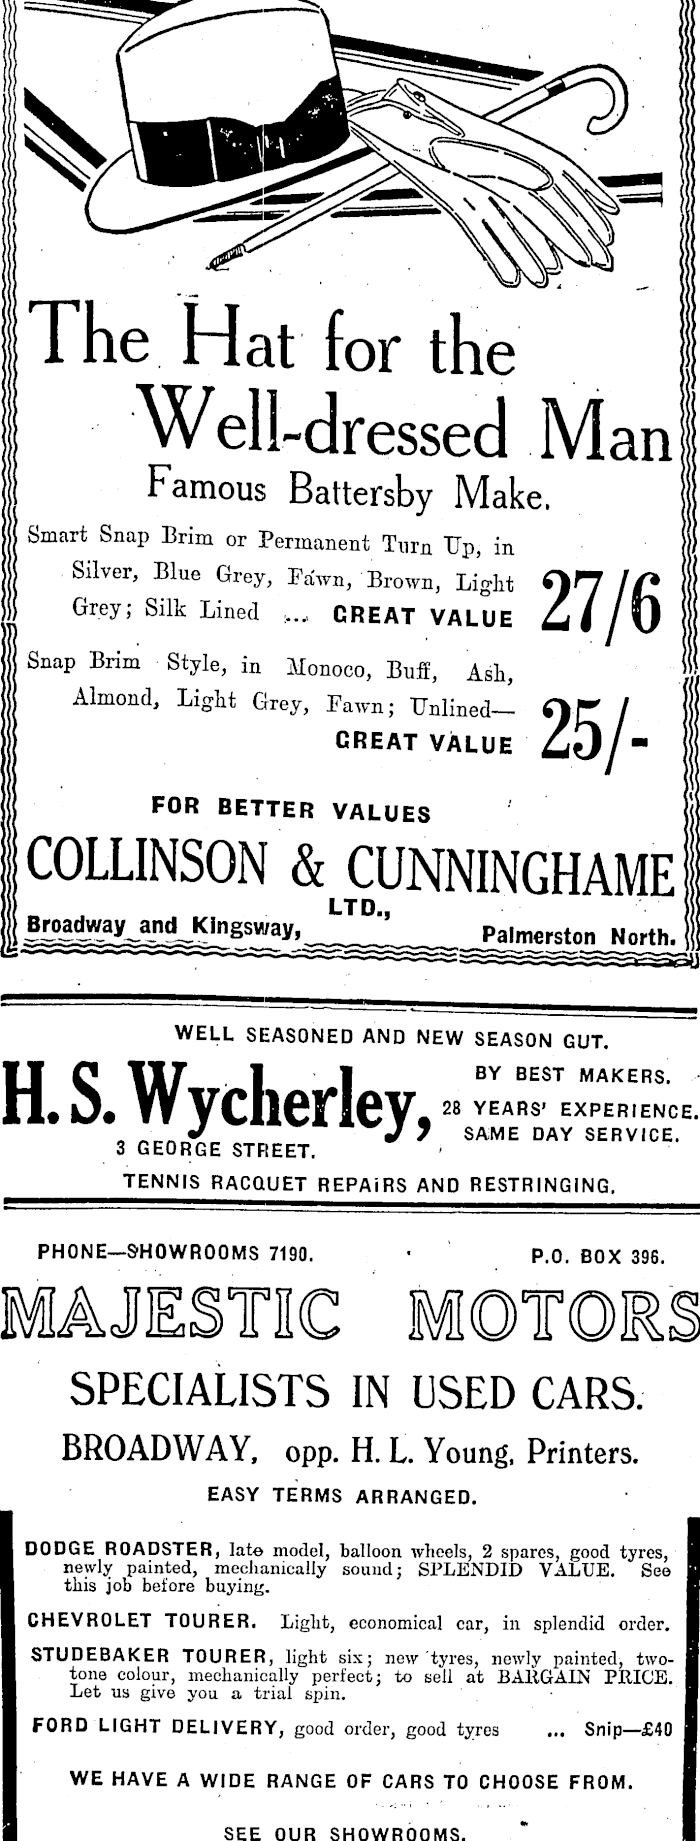 The Hat for the
Well-dressed Man
Famous Battersby Make.
Smart Snap Brim or Permanent Turn Up, in
Silver, Blue Grey, Fawn, Brown, Light
Grey; Silk Lined ... GREAT VALUE 27/6
Snap Brim Style, in Monoco, Buff, Ash,
Almond, Light Grey, Fawn; Unlined—
GREAT VALUE 25/-
FOR BETTER VALUES
COLLINSON & CUNNINGHAME
LTD.,
Broadway and Kingsway, Palmerston North.
WELL SEASONED AND NEW SEASON GUT.
H. S. Wycherley,
BY BEST MAKERS.
28 YEARS' EXPERIENCE.
SAME DAY SERVICE.
3 GEORGE STREET.
TENNIS RACQUET REPAIRS AND RESTRINGING.
PHONE—SHOWROOMS 7190. P.O. BOX 396.
MAJESTIC MOTORS
SPECIALISTS IN USED CARS.
BROADWAY, opp. H. L. Young, Printers.
EASY TERMS ARRANGED.
DODGE ROADSTER, late model, balloon wheels, 2 spares, good tyres,
newly painted, mechanically sound; SPLENDID VALUE. See
this job before buying.
CHEVROLET TOURER. Light, economical car, in splendid order.
STUDEBAKER TOURER, light six; new tyres, newly painted, two-
tone colour, mechanically perfect; to sell at BARGAIN PRICE.
Let us give you a trial spin.
FORD LIGHT DELIVERY, good order, good tyres ... Snip—£40
WE HAVE A WIDE RANGE OF CARS TO CHOOSE FROM.
SEE OUR SHOWROOMS.